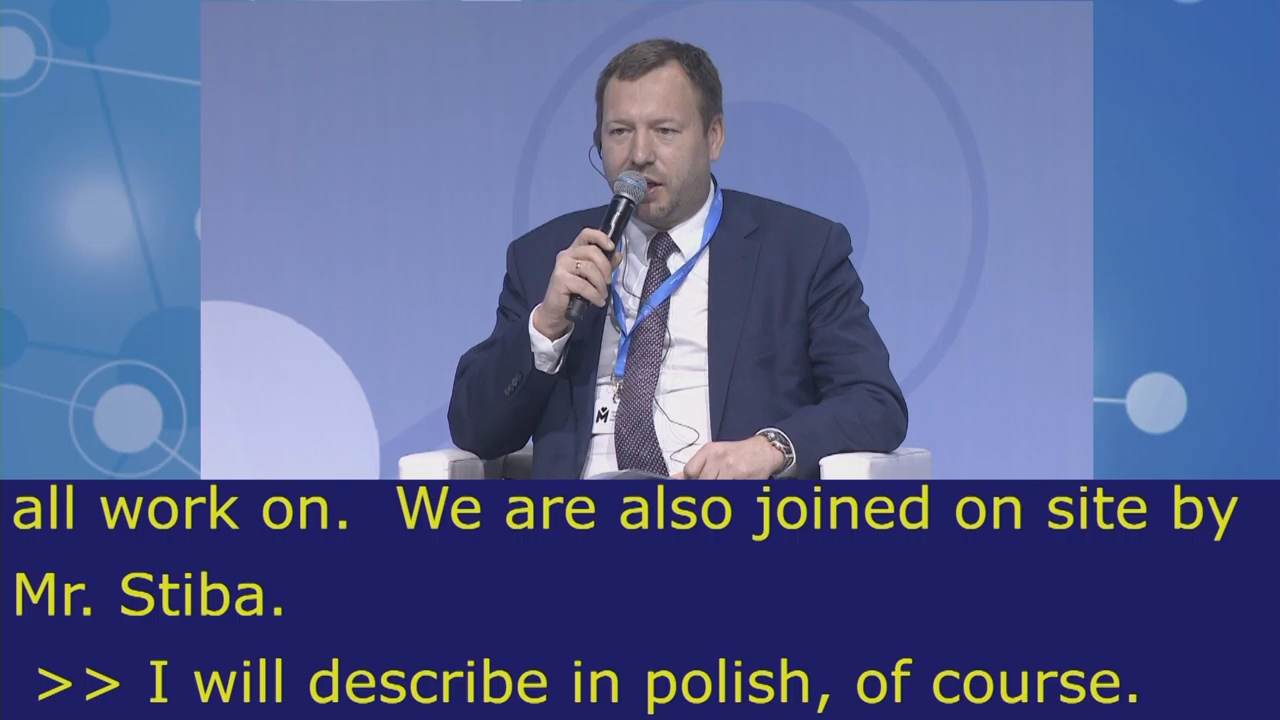 all work on.  We are also joined on site by
Mr. Stiba.
>> I will describe in polish, of course.